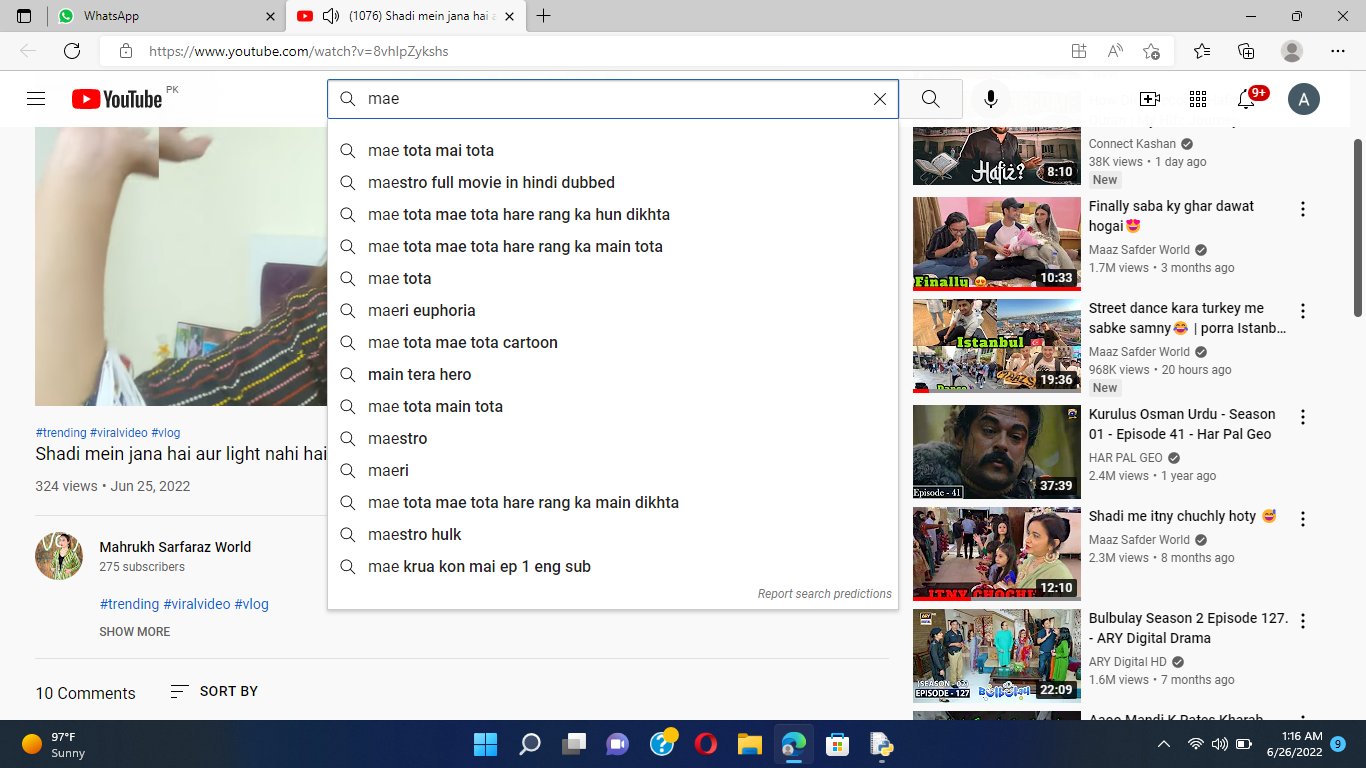 WhatsApp
(1076) Shadi mein jana hai a
https://www.youtube.com/watch?v=8vhlpZykshs
YouTube PK
mae
9+
A
mae tota mai tota
maestro full movie in hindi dubbed
mae tota mae tota hare rang ka hun dikhta
mae tota mae tota hare rang ka main tota
mae tota
maeri euphoria
mae tota mae tota cartoon
main tera hero
mae tota main tota
maestro
maeri
mae tota mae tota hare rang ka main dikhta
maestro hulk
mae krua kon mai ep 1 eng sub
Report search predictions
#trending #viralvideo #vlog
Shadi mein jana hai aur light nahi hai
324 views • Jun 25, 2022
Mahrukh Sarfaraz World
275 subscribers
#trending #viralvideo #vlog
SHOW MORE
10 Comments
SORT BY
Hafiz?
8:10
Connect Kashan
38K views • 1 day ago
New
Finally 😍
10:33
Finally saba ky ghar dawat
hogai😍
Maaz Safder World
1.7M views • 3 months ago
Istanbul
Dance
19:36
Street dance kara turkey me
sabke samny😂 | porra Istanb...
Maaz Safder World
968K views • 20 hours ago
New
Episode - 41
37:39
Kurulus Osman Urdu - Season
01 - Episode 41 - Har Pal Geo
HAR PAL GEO
2.4M views • 1 year ago
ITNY CHOCHL
12:10
Shadi me itny chuchly hoty 😅
Maaz Safder World
2.3M views • 8 months ago
ARY
SEASON - 02
EPISODE - 127
Bulbulay
22:09
Bulbulay Season 2 Episode 127.
- ARY Digital Drama
ARY Digital HD
1.6M views • 7 months ago
Aaoo Mandi K Rates Kharab
97°F
Sunny
1:16 AM
6/26/2022
9